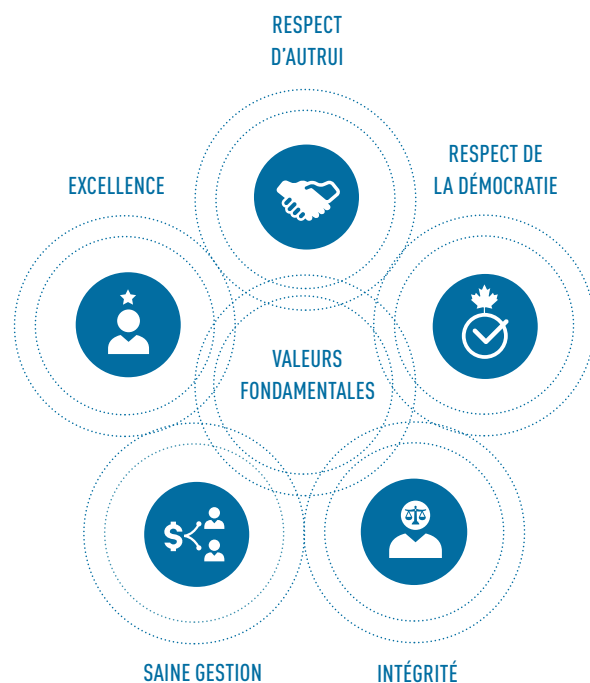 RESPECT
D'AUTRUI
RESPECT DE
LA DÉMOCRATIE
EXCELLENCE
VALEURS
FONDAMENTALES
$
SAINE GESTION
INTÉGRITÉ